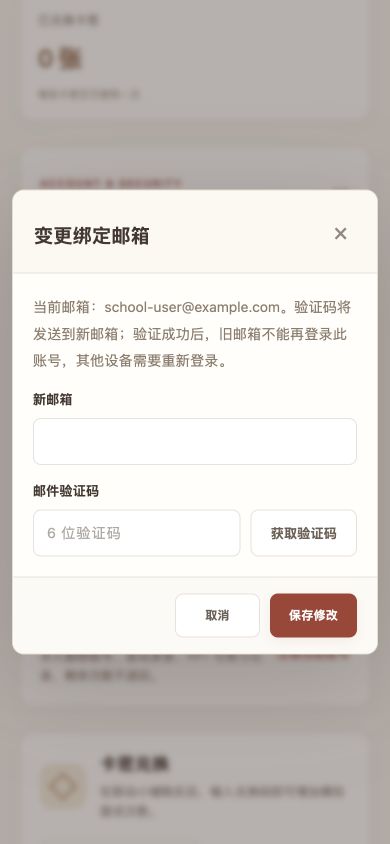 0 张
ACCOUNT & SECURITY
变更绑定邮箱
当前邮箱：school-user@example.com。验证码将
发送到新邮箱；验证成功后，旧邮箱不能再登录此
账号，其他设备需要重新登录。
新邮箱
邮件验证码
6 位验证码
获取验证码
取消
保存修改
卡密兑换